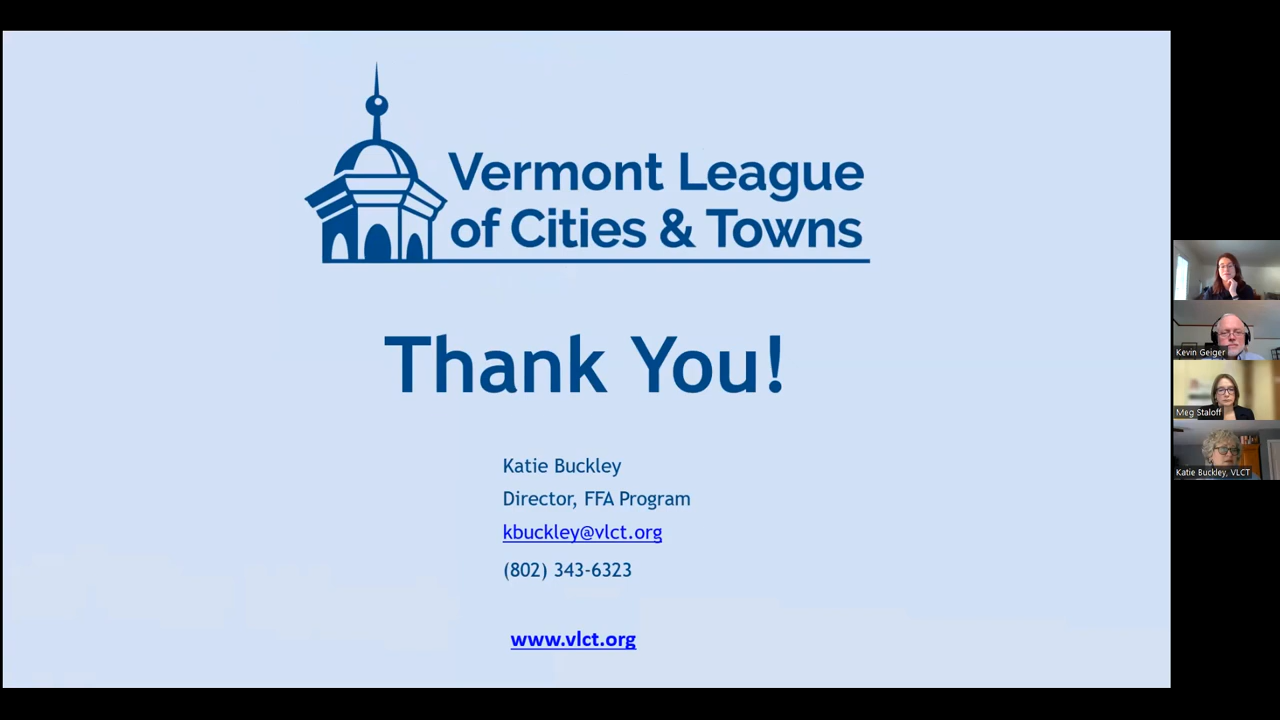 Vermont League
of Cities & Towns
Thank You!
Katie Buckley
Director, FFA Program
kbuckley@vlct.org
(802) 343-6323
www.vlct.org
Kevin Geiger
Meg Staloff
Katie Buckley, VLCT